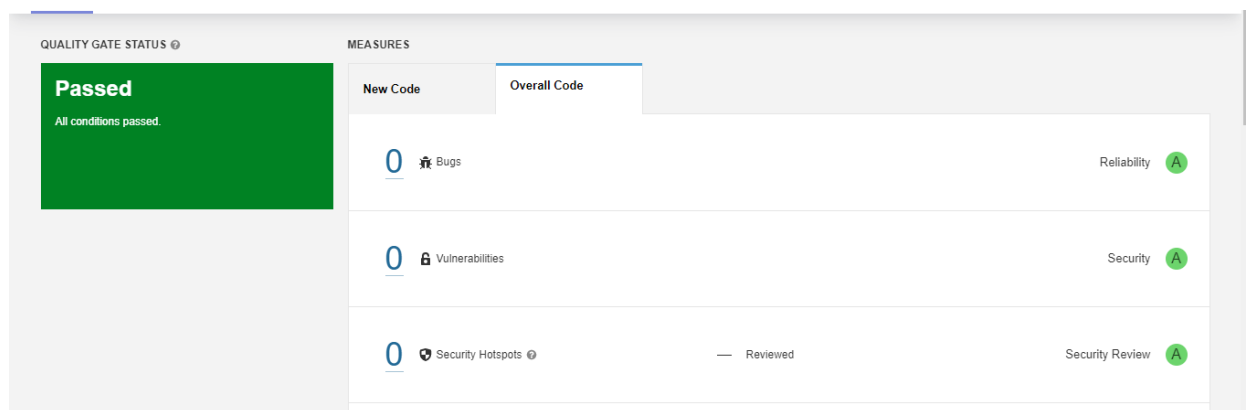 QUALITY GATE STATUS
MEASURES
Passed
All conditions passed.
New Code
Overall Code
0 Bugs
Reliability A
0 Vulnerabilities
Security A
0 Security Hotspots
— Reviewed
Security Review A